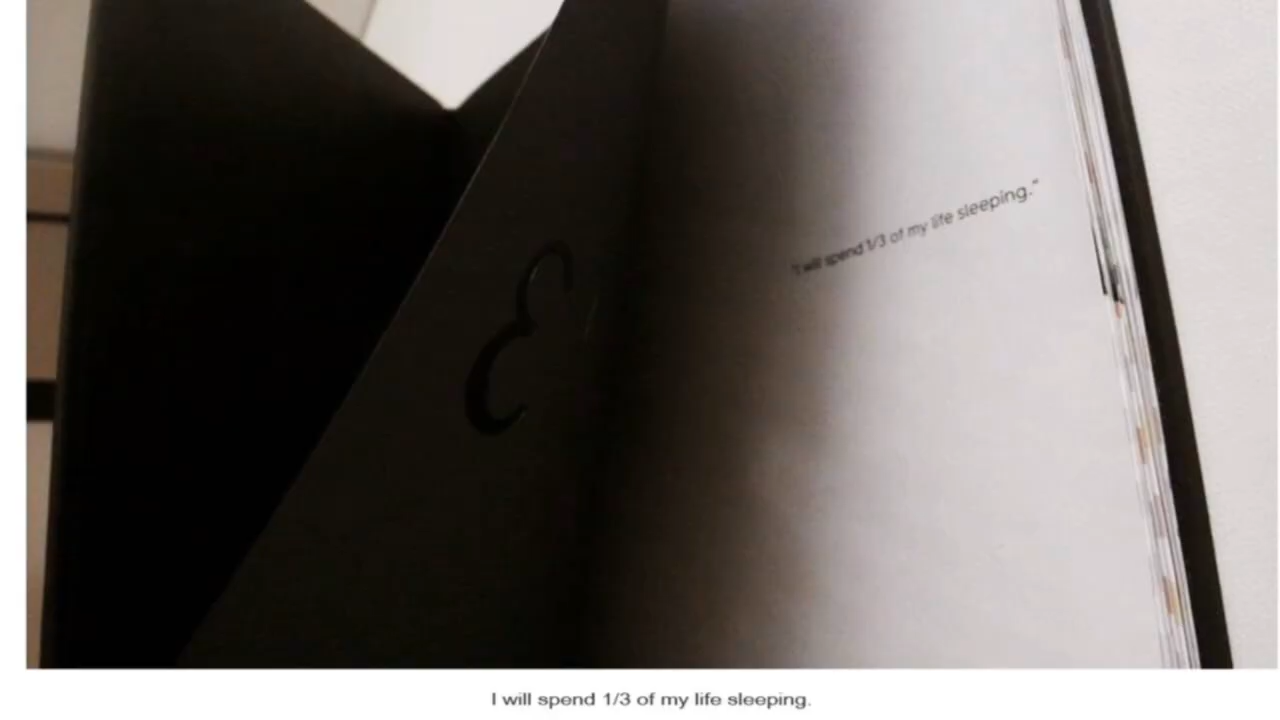 Ɛ
"I will spend 1/3 of my life sleeping."
I will spend 1/3 of my life sleeping.